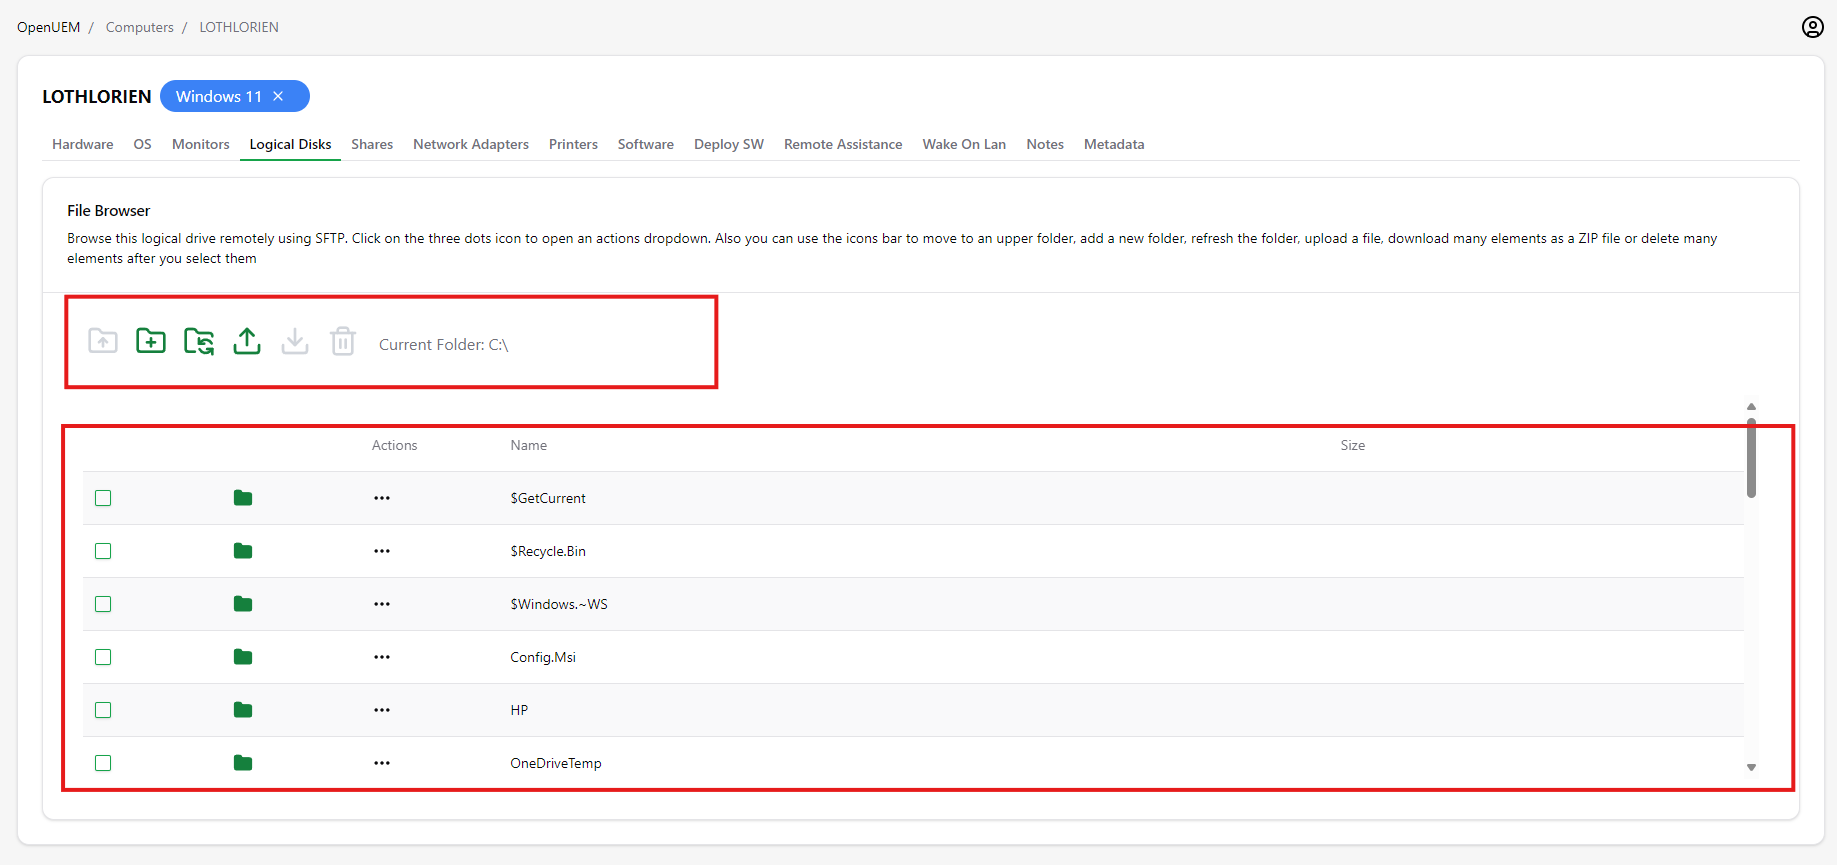 OpenUEM / Computers / LOTHLORIEN
LOTHLORIEN Windows 11 ×
Hardware OS Monitors Logical Disks Shares Network Adapters Printers Software Deploy SW Remote Assistance Wake On Lan Notes Metadata
File Browser
Browse this logical drive remotely using SFTP. Click on the three dots icon to open an actions dropdown. Also you can use the icons bar to move to an upper folder, add a new folder, refresh the folder, upload a file, download many elements as a ZIP file or delete many
elements after you select them
Current Folder: C:\
Actions Name Size
$GetCurrent
$Recycle.Bin
$Windows.~WS
Config.Msi
HP
OneDriveTemp